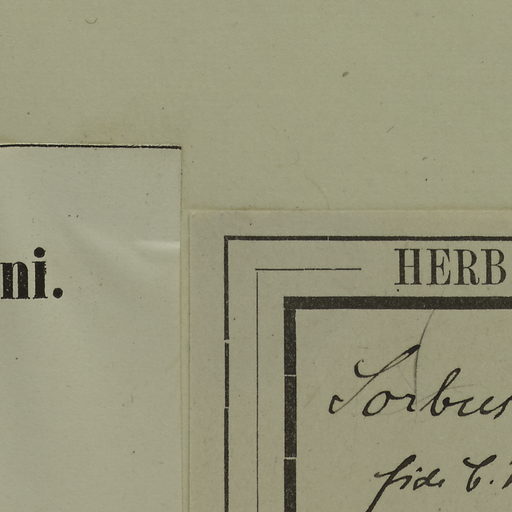 ni.
HERB
Sorbus
fide C.